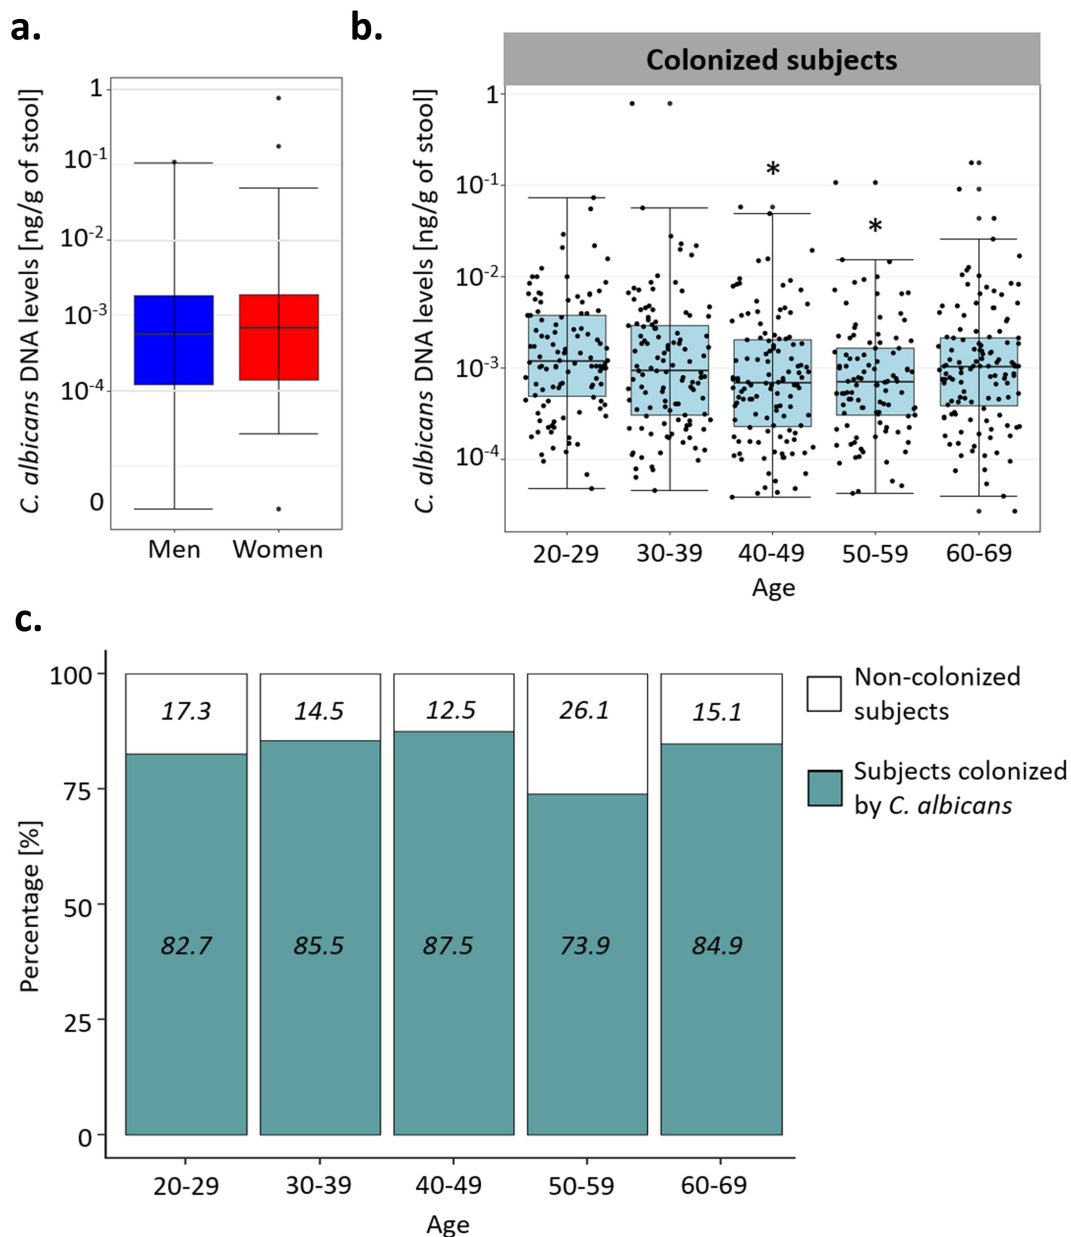 a.
C. albicans DNA levels [ng/g of stool]
1
10-1
10-2
10-3
10-4
0
Men Women
b.
Colonized subjects
C. albicans DNA levels [ng/g of stool]
1
10-1
10-2
10-3
10-4
*
*
20-29 30-39 40-49 50-59 60-69
Age
c.
Percentage [%]
100
75
50
25
0
17.3 14.5 12.5 26.1 15.1
82.7 85.5 87.5 73.9 84.9
20-29 30-39 40-49 50-59 60-69
Age
Non-colonized
subjects
Subjects colonized
by C. albicans